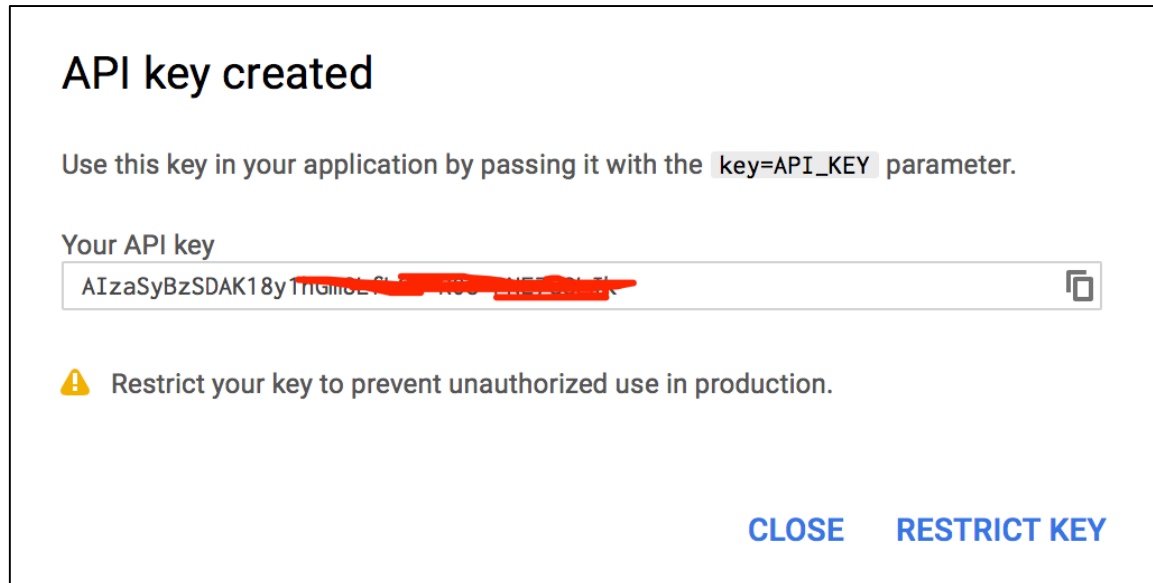 API key created
Use this key in your application by passing it with the key=API_KEY parameter.
Your API key
AIzaSyBzSDAK18y1
Restrict your key to prevent unauthorized use in production.
CLOSE RESTRICT KEY